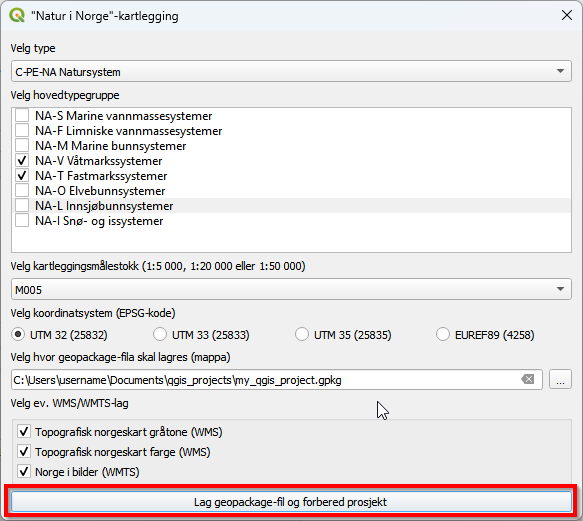 "Natur i Norge"-kartlegging
Velg type
C-PE-NA Natursystem
Velg hovedtypegruppe
NA-S Marine vannmassesystemer
NA-F Limniske vannmassesystemer
NA-M Marine bunnsystemer
NA-V Våtmarkssystemer
NA-T Fastmarkssystemer
NA-O Elvebunnsystemer
NA-L Innsjøbunnsystemer
NA-I Snø- og issystemer
Velg kartleggingsmålestokk (1:5 000, 1:20 000 eller 1:50 000)
M005
Velg koordinatsystem (EPSG-kode)
UTM 32 (25832) UTM 33 (25833) UTM 35 (25835) EUREF89 (4258)
Velg hvor geopackage-fila skal lagres (mappa)
C:\Users\username\Documents\qgis_projects\my_qgis_project.gpkg ...
Velg ev. WMS/WMTS-lag
Topografisk norgeskart gråtone (WMS)
Topografisk norgeskart farge (WMS)
Norge i bilder (WMTS)
Lag geopackage-fil og forbered prosjekt